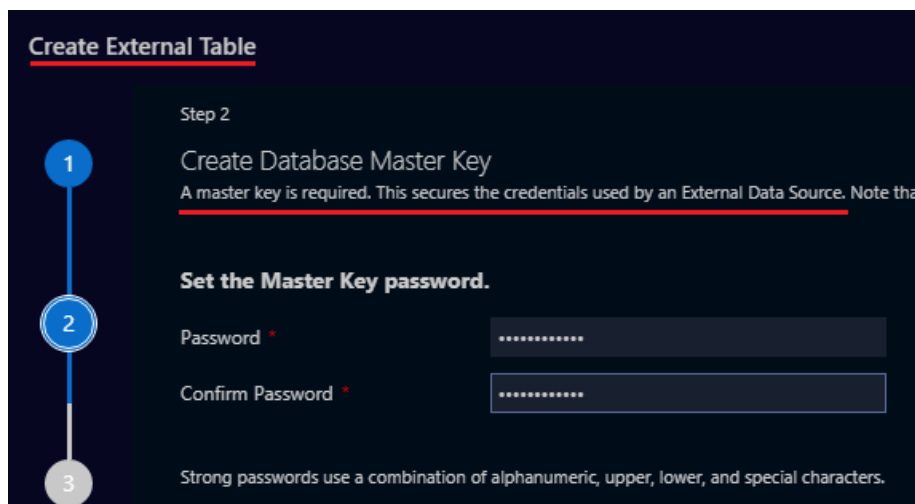 Create External Table
Step 2
1
Create Database Master Key
A master key is required. This secures the credentials used by an External Data Source. Note tha
Set the Master Key password.
2
Password *
Confirm Password *
3
Strong passwords use a combination of alphanumeric, upper, lower, and special characters.